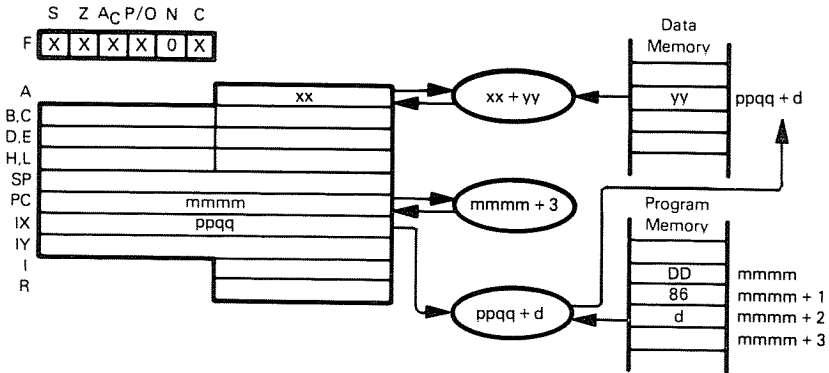 S Z AC P/O N C
F X X X X 0 X
Data
Memory
A xx
xx + yy
yy ppqq + d
B,C
D,E
H,L
SP
PC mmmm
mmmm + 3
IX ppqq
IY
I
R
ppqq + d
Program
Memory
DD mmmm
86 mmmm + 1
d mmmm + 2
mmmm + 3